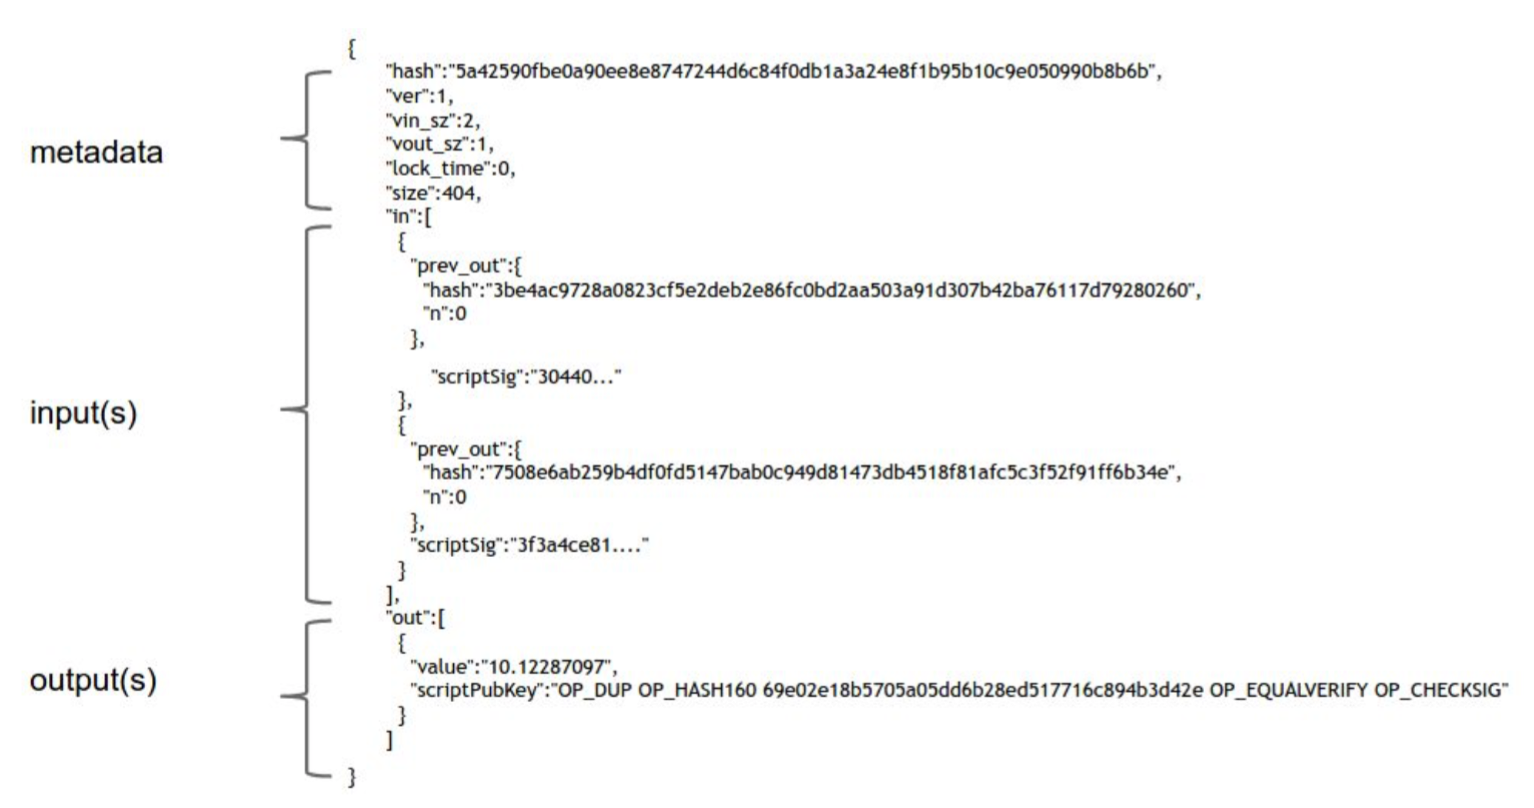 {
"hash":"5a42590fbe0a90ee8e8747244d6c84f0db1a3a24e8f1b95b10c9e050990b8b6b",
"ver":1,
"vin_sz":2,
metadata
"vout_sz":1,
"lock_time":0,
"size":404,
"in":[
{
"prev_out":{
"hash":"3be4ac9728a0823cf5e2deb2e86fc0bd2aa503a91d307b42ba76117d79280260",
"n":0
},
"scriptSig":"30440..."
},
input(s)
{
"prev_out":{
"hash":"7508e6ab259b4df0fd5147bab0c949d81473db4518f81afc5c3f52f91ff6b34e",
"n":0
},
"scriptSig":"3f3a4ce81...."
}
],
"out":[
{
"value":"10.12287097",
output(s)
"scriptPubKey":"OP_DUP OP_HASH160 69e02e18b5705a05dd6b28ed517716c894b3d42e OP_EQUALVERIFY OP_CHECKSIG"
}
]
}